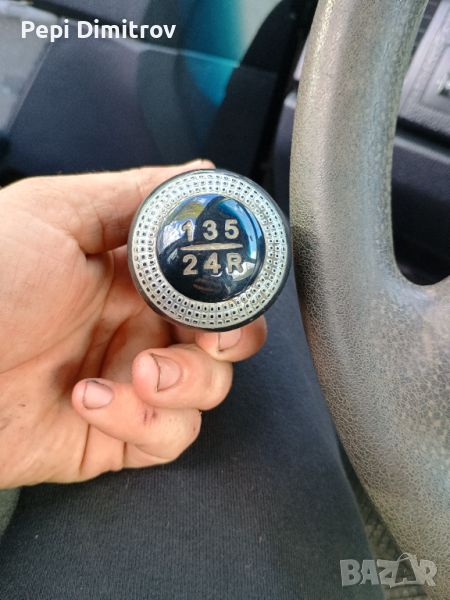 Pepi Dimitrov
135
24R
BAZAR